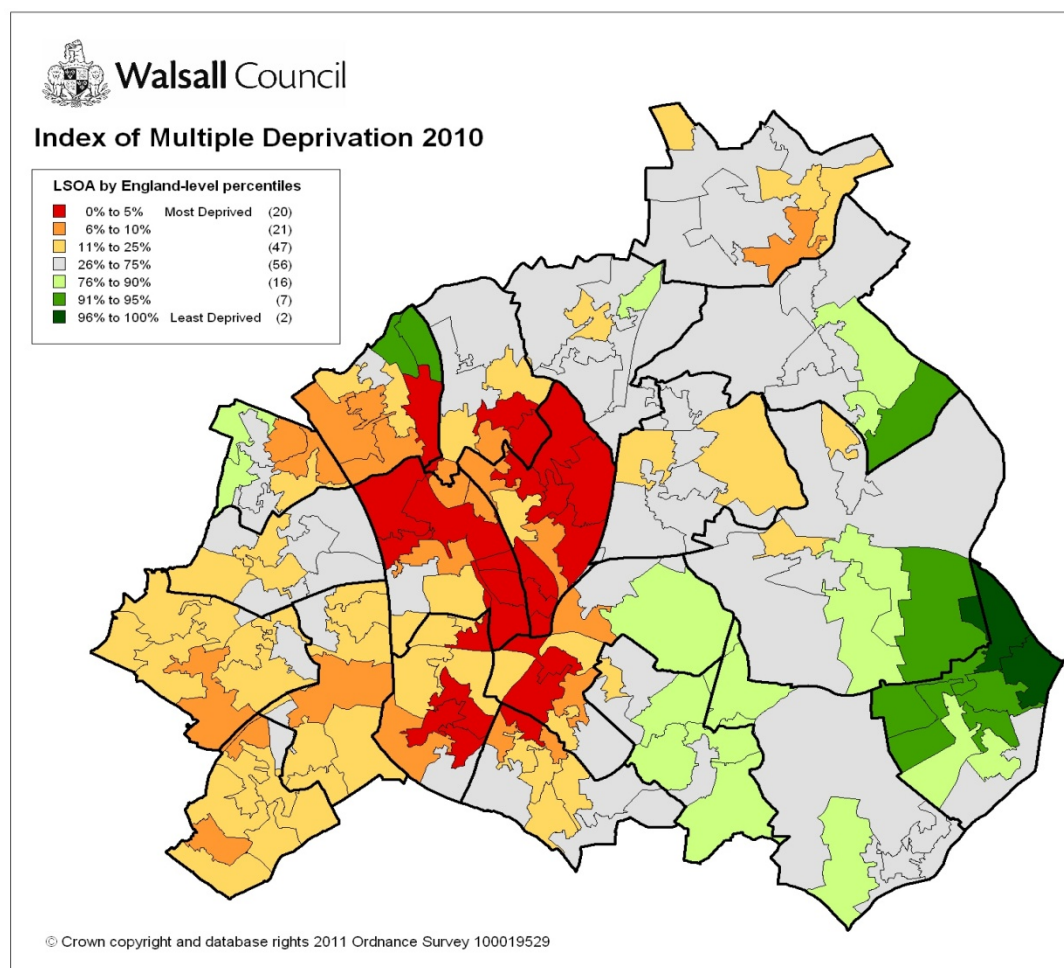 Walsall Council
Index of Multiple Deprivation 2010
LSOA by England-level percentiles
0% to 5% Most Deprived (20)
6% to 10% (21)
11% to 25% (47)
26% to 75% (56)
76% to 90% (16)
91% to 95% (7)
96% to 100% Least Deprived (2)
© Crown copyright and database rights 2011 Ordnance Survey 100019529